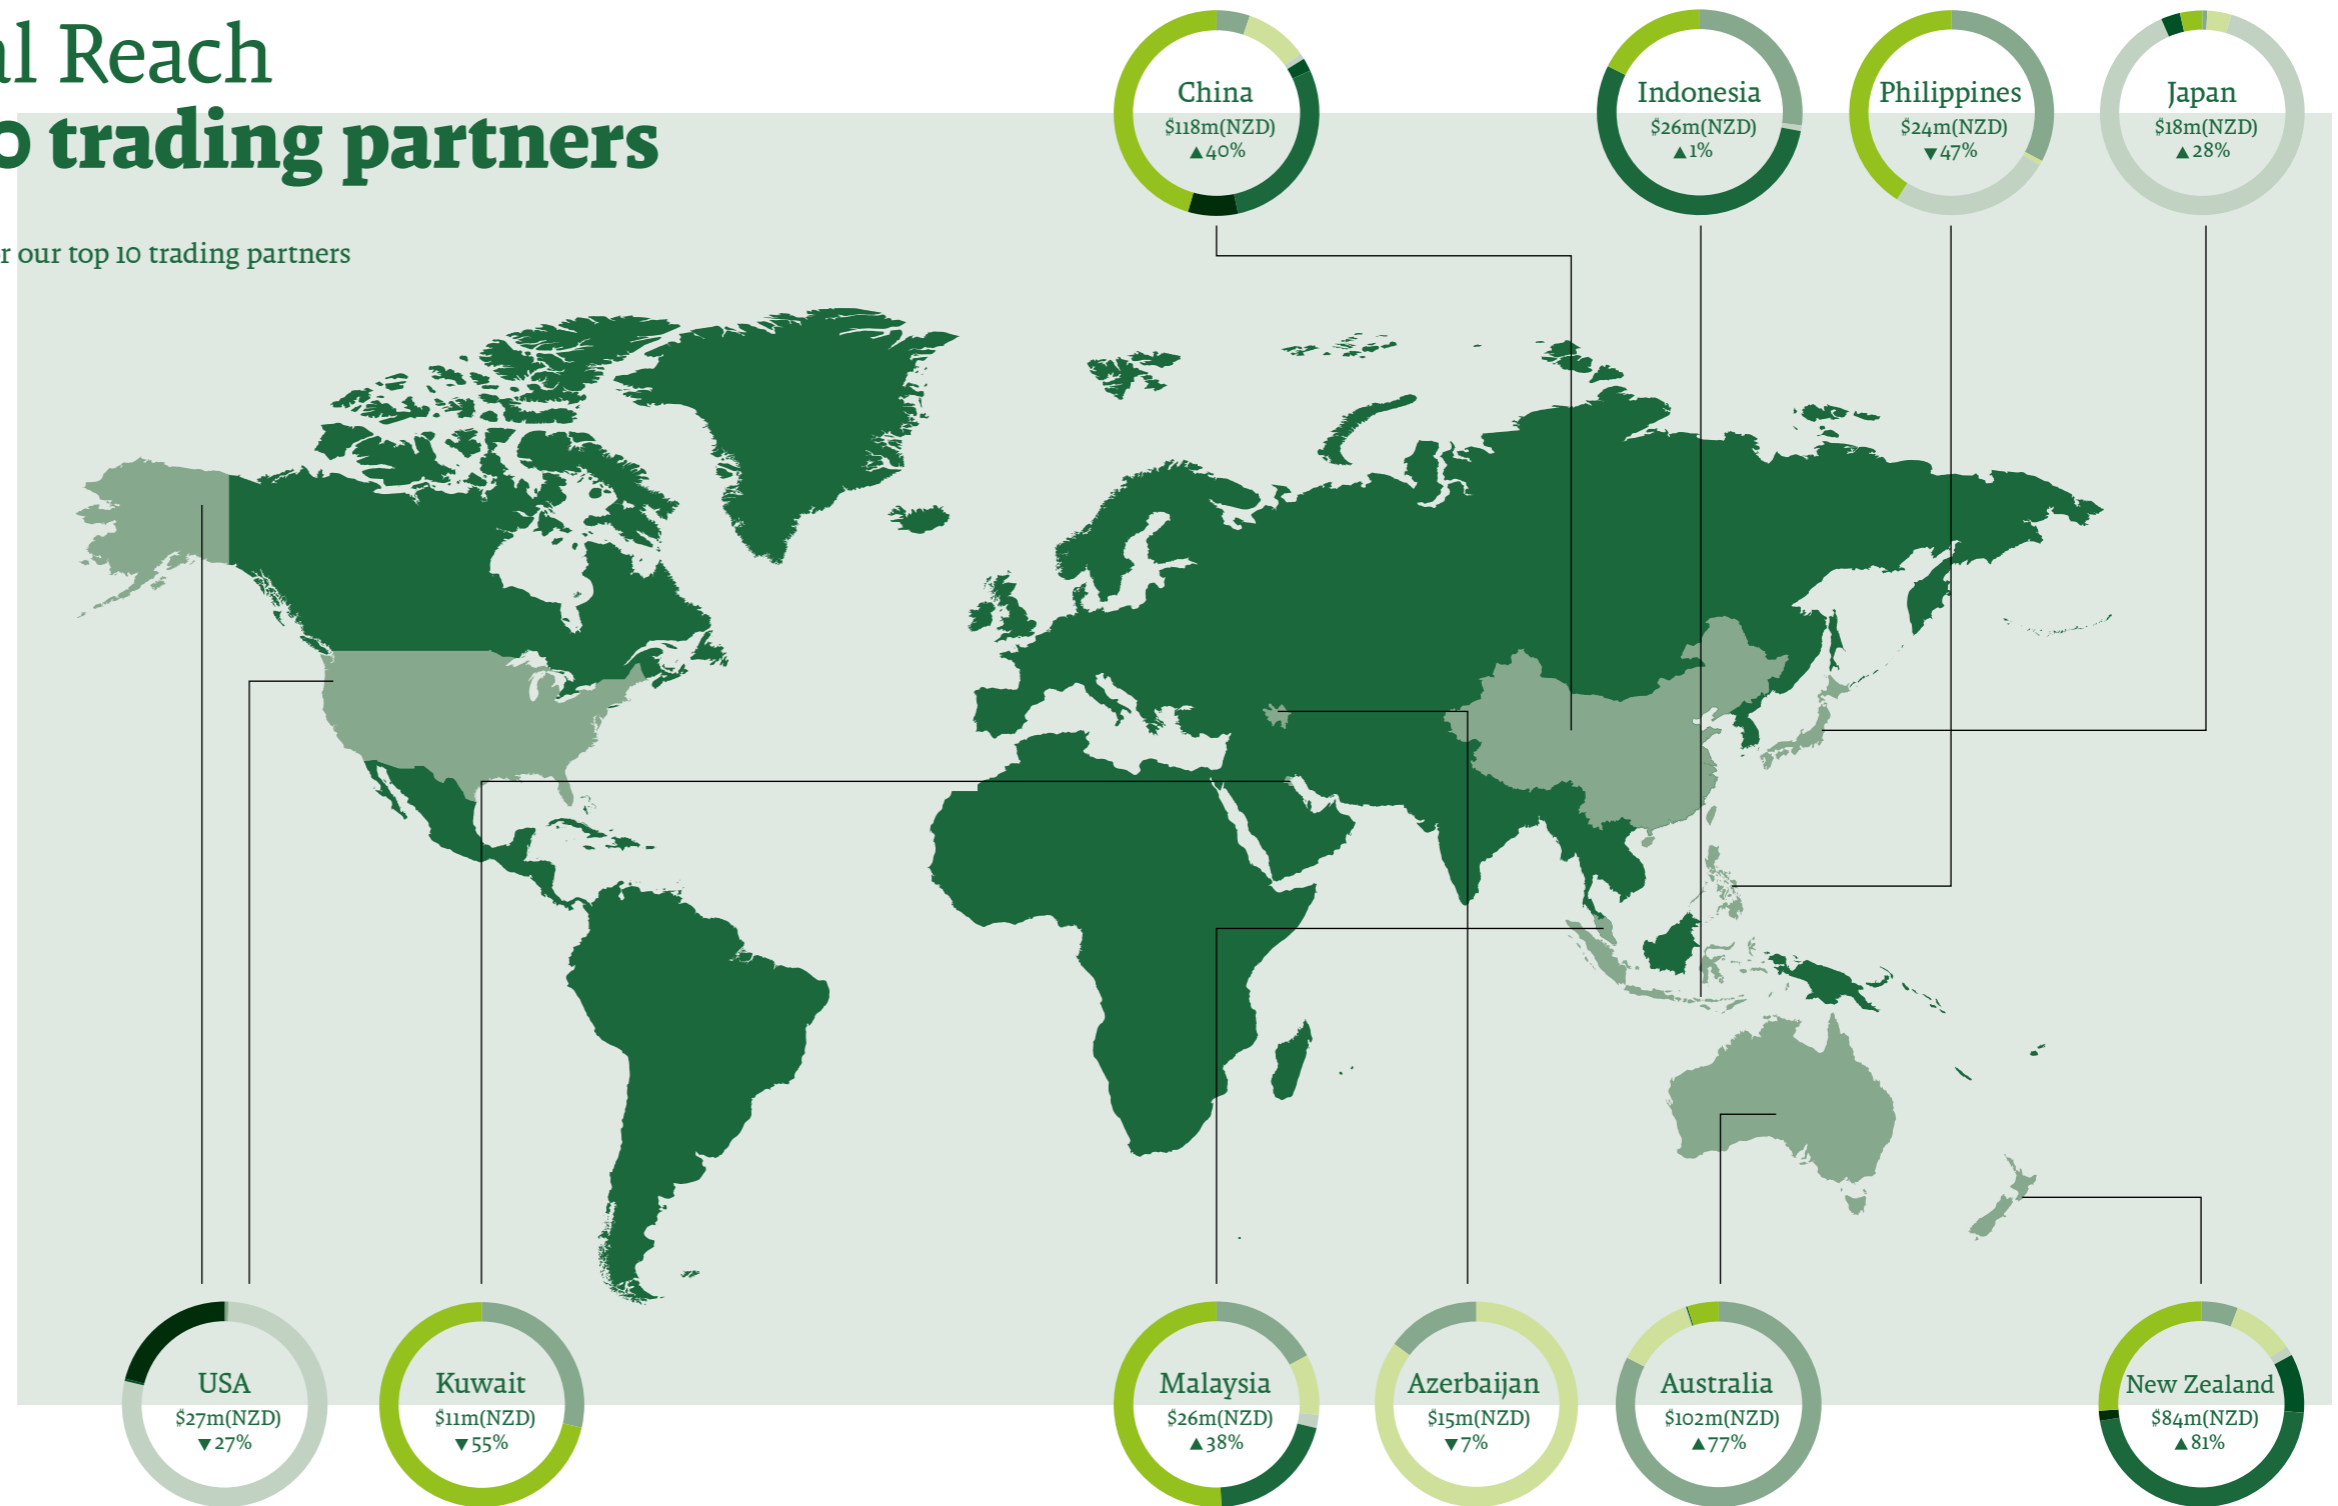 al Reach
0 trading partners
r our top 10 trading partners
China
$118m(NZD)
▲40%
Indonesia
$26m(NZD)
▲1%
Philippines
$24m(NZD)
▼47%
Japan
$18m(NZD)
▲28%
USA
$27m(NZD)
▼27%
Kuwait
$11m(NZD)
▼55%
Malaysia
$26m(NZD)
▲38%
Azerbaijan
$15m(NZD)
▼7%
Australia
$102m(NZD)
▲77%
New Zealand
$84m(NZD)
▲81%